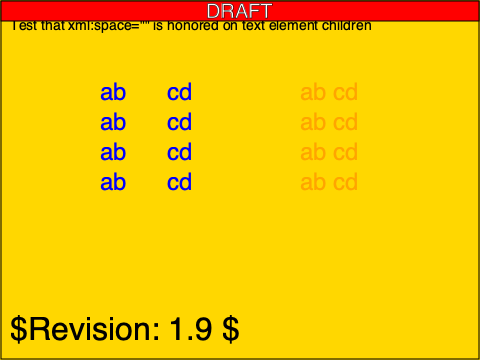 DRAFT
Test that xml:space="" is honored on text element children
ab cd ab cd
ab cd ab cd
ab cd ab cd
ab cd ab cd
$Revision: 1.9 $